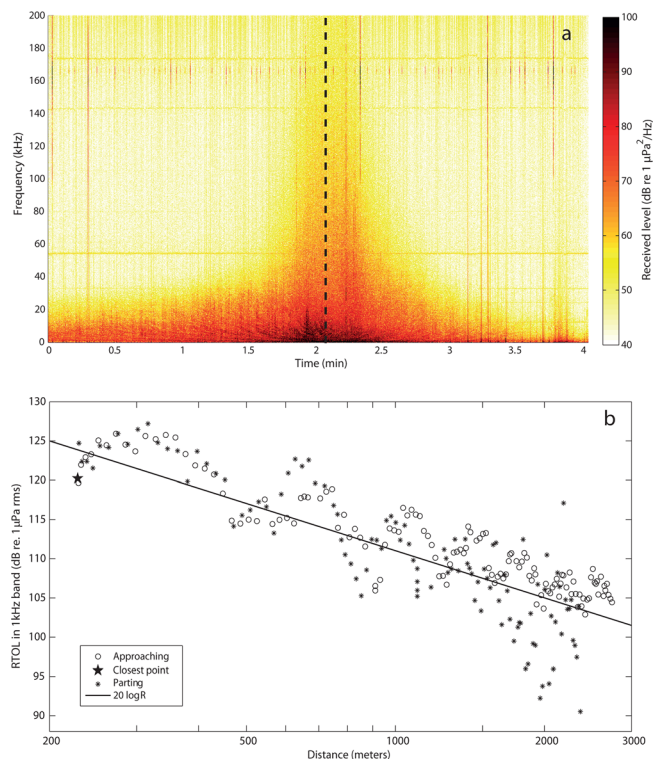 a
200
180
160
140
120
100
80
60
40
20
0
Frequency (kHz)
0 0.5 1 1.5 2 2.5 3 3.5 4
Time (min)
100
90
80
70
60
50
40
Received level (dB re 1 μPa²/Hz)
b
130
125
120
115
110
105
100
95
90
RTOL in 1kHz band (dB re. 1 μPa rms)
Approaching
Closest point
Parting
20 logR
200 500 1000 2000 3000
Distance (meters)